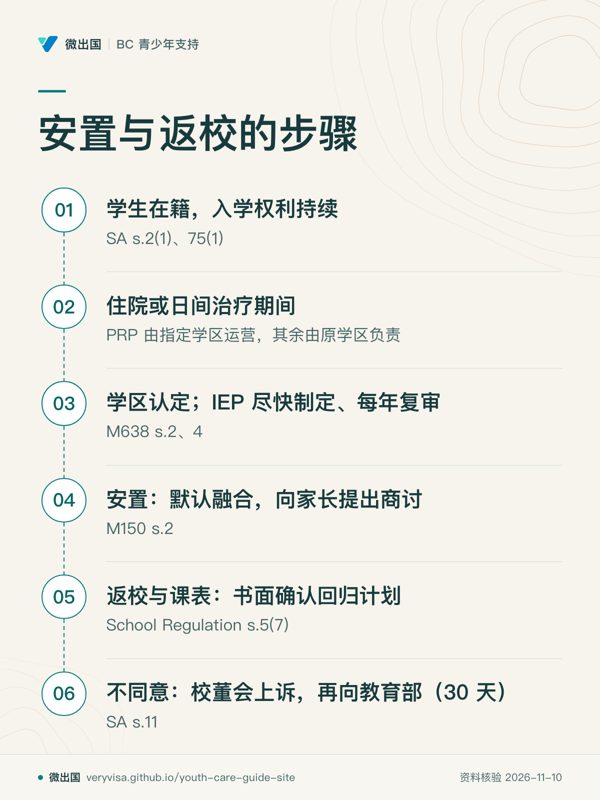 微出国 | BC 青少年支持
安置与返校的步骤
01 学生在籍，入学权利持续
SA s.2(1)、75(1)
02 住院或日间治疗期间
PRP 由指定学区运营，其余由原学区负责
03 学区认定；IEP 尽快制定、每年复审
M638 s.2、4
04 安置：默认融合，向家长提出商讨
M150 s.2
05 返校与课表：书面确认回归计划
School Regulation s.5(7)
06 不同意：校董会上诉，再向教育部（30 天）
SA s.11
微出国 veryvisa.github.io/youth-care-guide-site 资料核验 2026-11-10